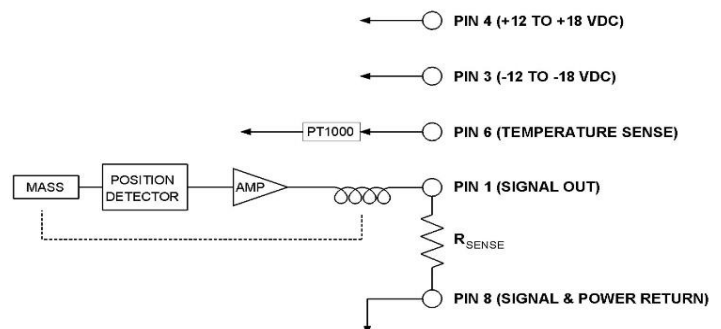 PIN 4 (+12 TO +18 VDC)
PIN 3 (-12 TO -18 VDC)
PT1000
PIN 6 (TEMPERATURE SENSE)
MASS
POSITION
DETECTOR
AMP
PIN 1 (SIGNAL OUT)
RSENSE
PIN 8 (SIGNAL & POWER RETURN)